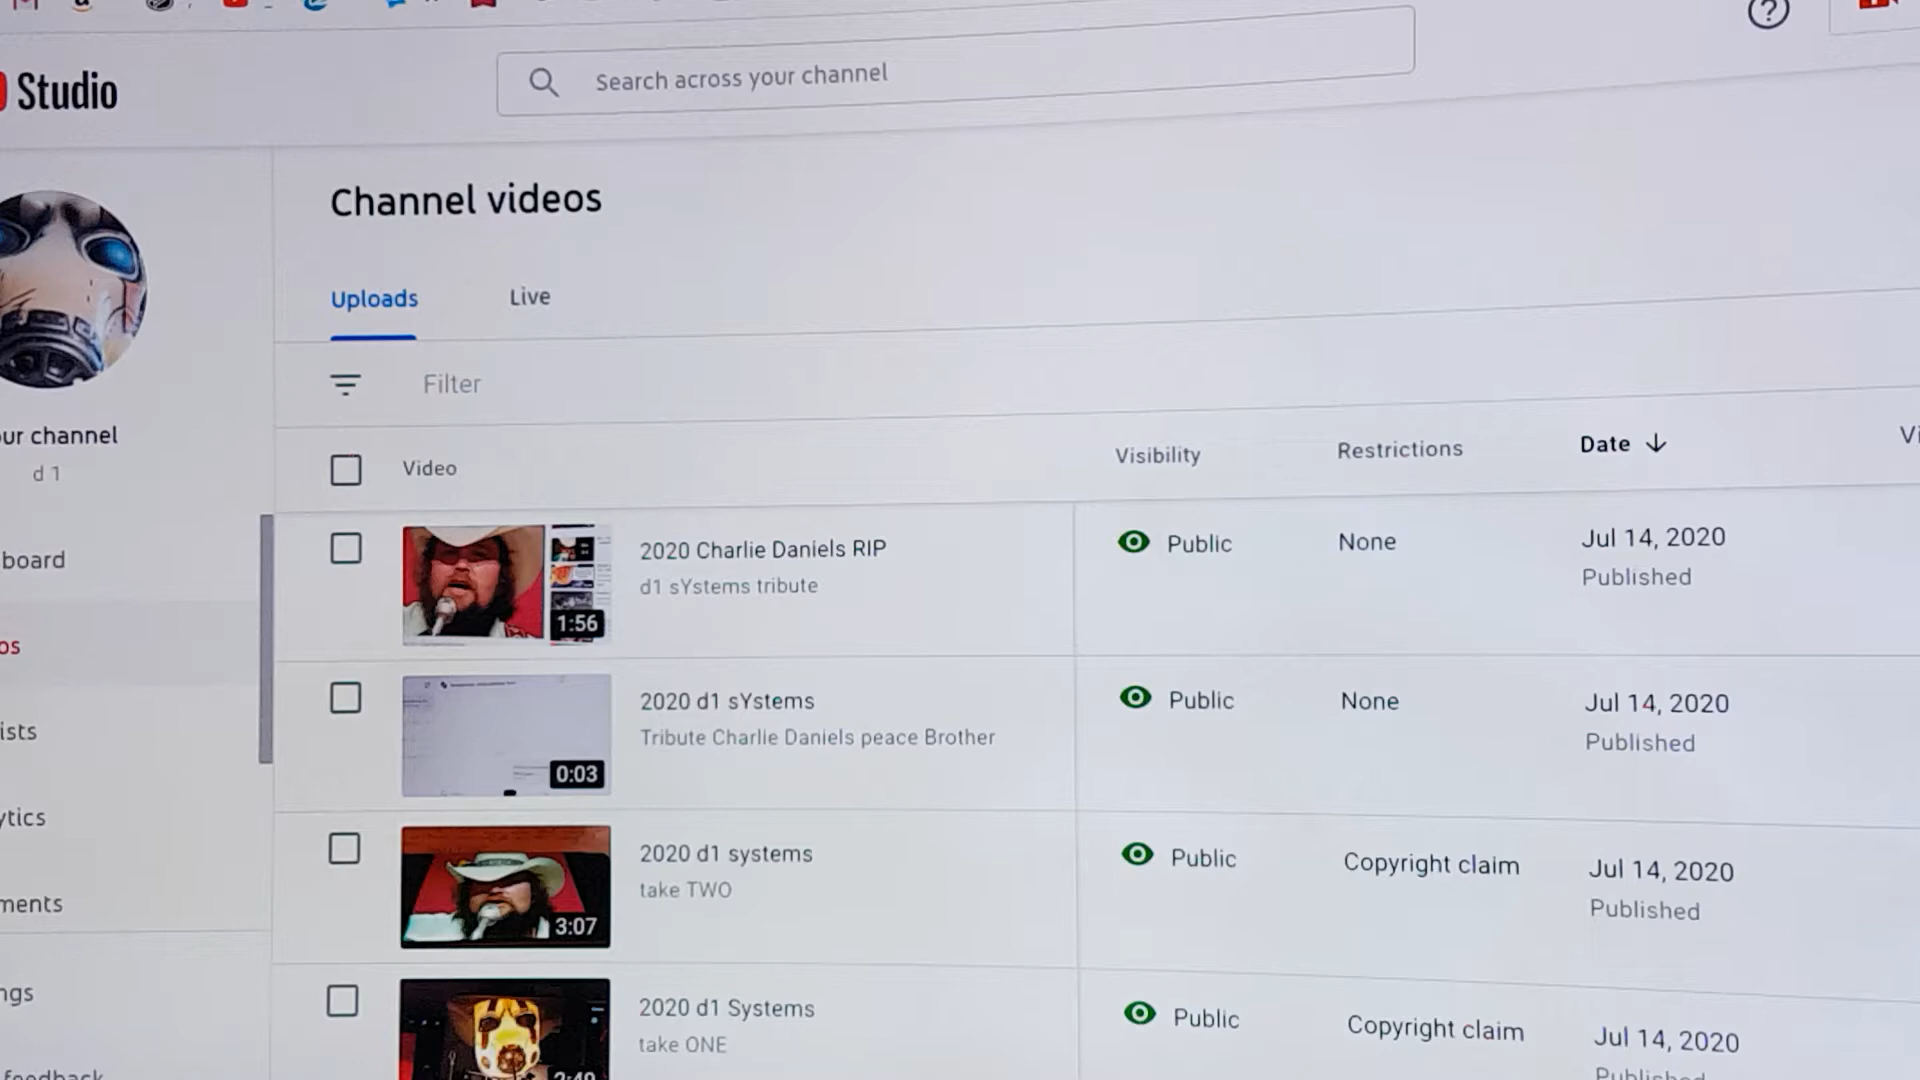 Studio
Search across your channel
Channel videos
Uploads
Live
Filter
ur channel
d 1
Video
Visibility
Restrictions
Date
Vi
board
os
ists
ytics
ments
ngs
feedback
2020 Charlie Daniels RIP
d1 sYstems tribute
1:56
Public
None
Jul 14, 2020
Published
2020 d1 sYstems
Tribute Charlie Daniels peace Brother
0:03
Public
None
Jul 14, 2020
Published
2020 d1 systems
take TWO
3:07
Public
Copyright claim
Jul 14, 2020
Published
2020 d1 Systems
take ONE
Public
Copyright claim
Jul 14, 2020
Published